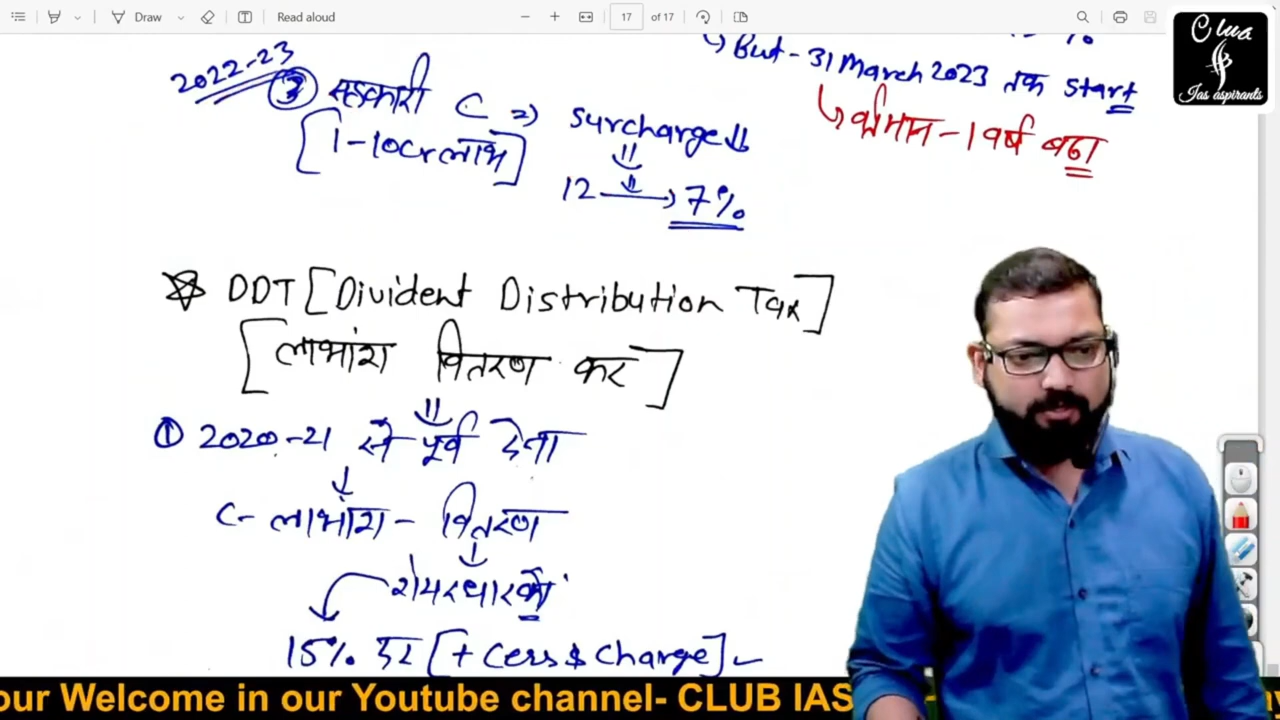 Draw
Read aloud
17 of 17
Clua
Ias aspirants
↳ But - 31 March 2023 तक start
↳ वर्तमान - 1 वर्ष बढा
2022-23
③ सहकारी C => surcharge ↓↓
[1-10cr लाभ]
12 → 7%
☆ DDT [Divident Distribution Tax]
[लाभांश वितरण कर]
① 2020-21 से पूर्व देता
C- लाभांश - वितरण
शेयरधारको
15% दर [+ Cess & Charge]
our Welcome in our Youtube channel- CLUB IAS